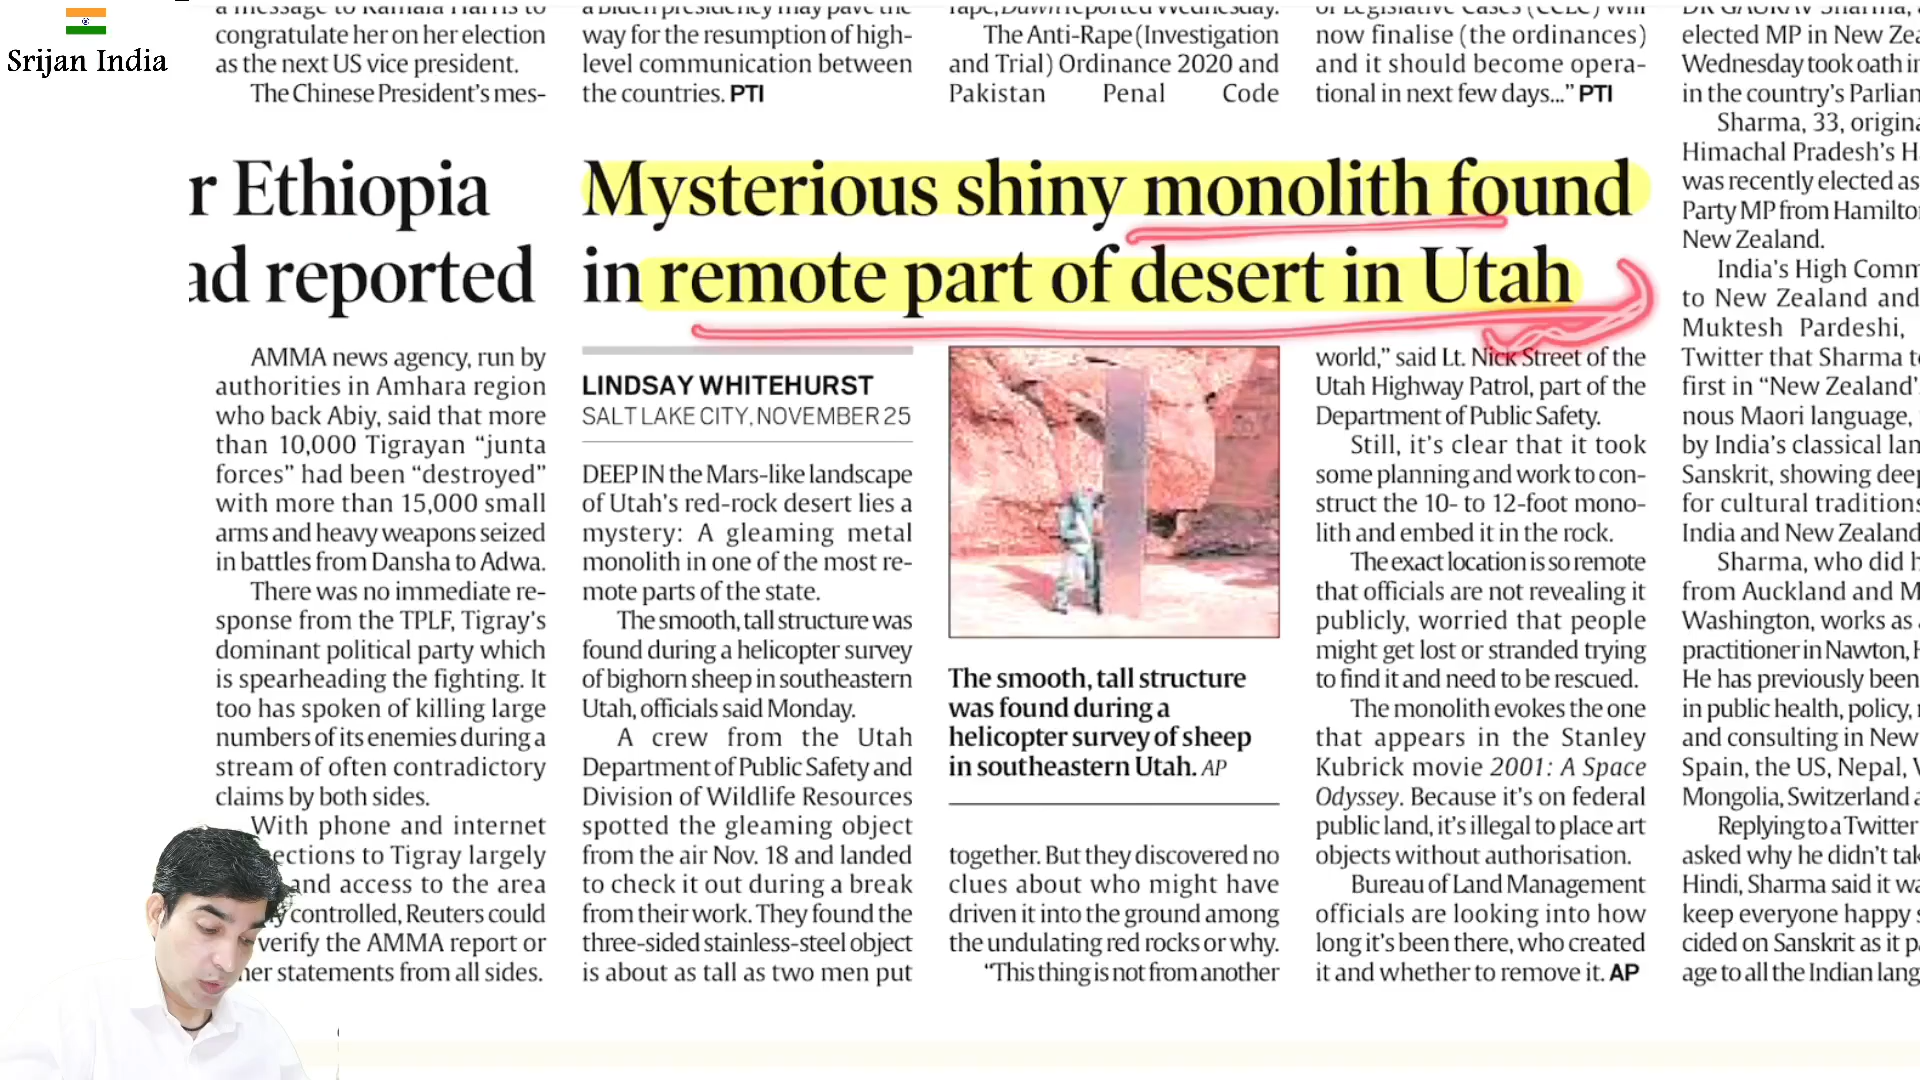 Srijan India
a message to Kamala Harris to
congratulate her on her election
as the next US vice president.
The Chinese President's mes-
a Biden presidency may pave the
way for the resumption of high-
level communication between
the countries. PTI
rape, Dawn reported Wednesday.
The Anti-Rape (Investigation
and Trial) Ordinance 2020 and
Pakistan Penal Code
of Legislative Cases (CCLC) will
now finalise (the ordinances)
and it should become opera-
tional in next few days..." PTI
r Ethiopia
ad reported
AMMA news agency, run by
authorities in Amhara region
who back Abiy, said that more
than 10,000 Tigrayan "junta
forces" had been "destroyed"
with more than 15,000 small
arms and heavy weapons seized
in battles from Dansha to Adwa.
There was no immediate re-
sponse from the TPLF, Tigray's
dominant political party which
is spearheading the fighting. It
too has spoken of killing large
numbers of its enemies during a
stream of often contradictory
claims by both sides.
With phone and internet
ections to Tigray largely
and access to the area
y controlled, Reuters could
verify the AMMA report or
her statements from all sides.
Mysterious shiny monolith found
in remote part of desert in Utah
LINDSAY WHITEHURST
SALT LAKE CITY, NOVEMBER 25
DEEP IN the Mars-like landscape
of Utah's red-rock desert lies a
mystery: A gleaming metal
monolith in one of the most re-
mote parts of the state.
The smooth, tall structure was
found during a helicopter survey
of bighorn sheep in southeastern
Utah, officials said Monday.
A crew from the Utah
Department of Public Safety and
Division of Wildlife Resources
spotted the gleaming object
from the air Nov. 18 and landed
to check it out during a break
from their work. They found the
three-sided stainless-steel object
is about as tall as two men put
The smooth, tall structure
was found during a
helicopter survey of sheep
in southeastern Utah. AP
together. But they discovered no
clues about who might have
driven it into the ground among
the undulating red rocks or why.
"This thing is not from another
world," said Lt. Nick Street of the
Utah Highway Patrol, part of the
Department of Public Safety.
Still, it's clear that it took
some planning and work to con-
struct the 10- to 12-foot mono-
lith and embed it in the rock.
The exact location is so remote
that officials are not revealing it
publicly, worried that people
might get lost or stranded trying
to find it and need to be rescued.
The monolith evokes the one
that appears in the Stanley
Kubrick movie 2001: A Space
Odyssey. Because it's on federal
public land, it's illegal to place art
objects without authorisation.
Bureau of Land Management
officials are looking into how
long it's been there, who created
it and whether to remove it. AP
DR GAURAV Sharma,
elected MP in New Zea
Wednesday took oath in
in the country's Parlian
Sharma, 33, origina
Himachal Pradesh's H
was recently elected as
Party MP from Hamilto
New Zealand.
India's High Comm
to New Zealand and
Muktesh Pardeshi,
Twitter that Sharma t
first in "New Zealand'
nous Maori language,
by India's classical lan
Sanskrit, showing deep
for cultural traditions
India and New Zealand
Sharma, who did h
from Auckland and M
Washington, works as
practitioner in Nawton, H
He has previously been
in public health, policy,
and consulting in New
Spain, the US, Nepal, V
Mongolia, Switzerland a
Replying to a Twitter
asked why he didn't tak
Hindi, Sharma said it wa
keep everyone happy s
cided on Sanskrit as it p
age to all the Indian lang